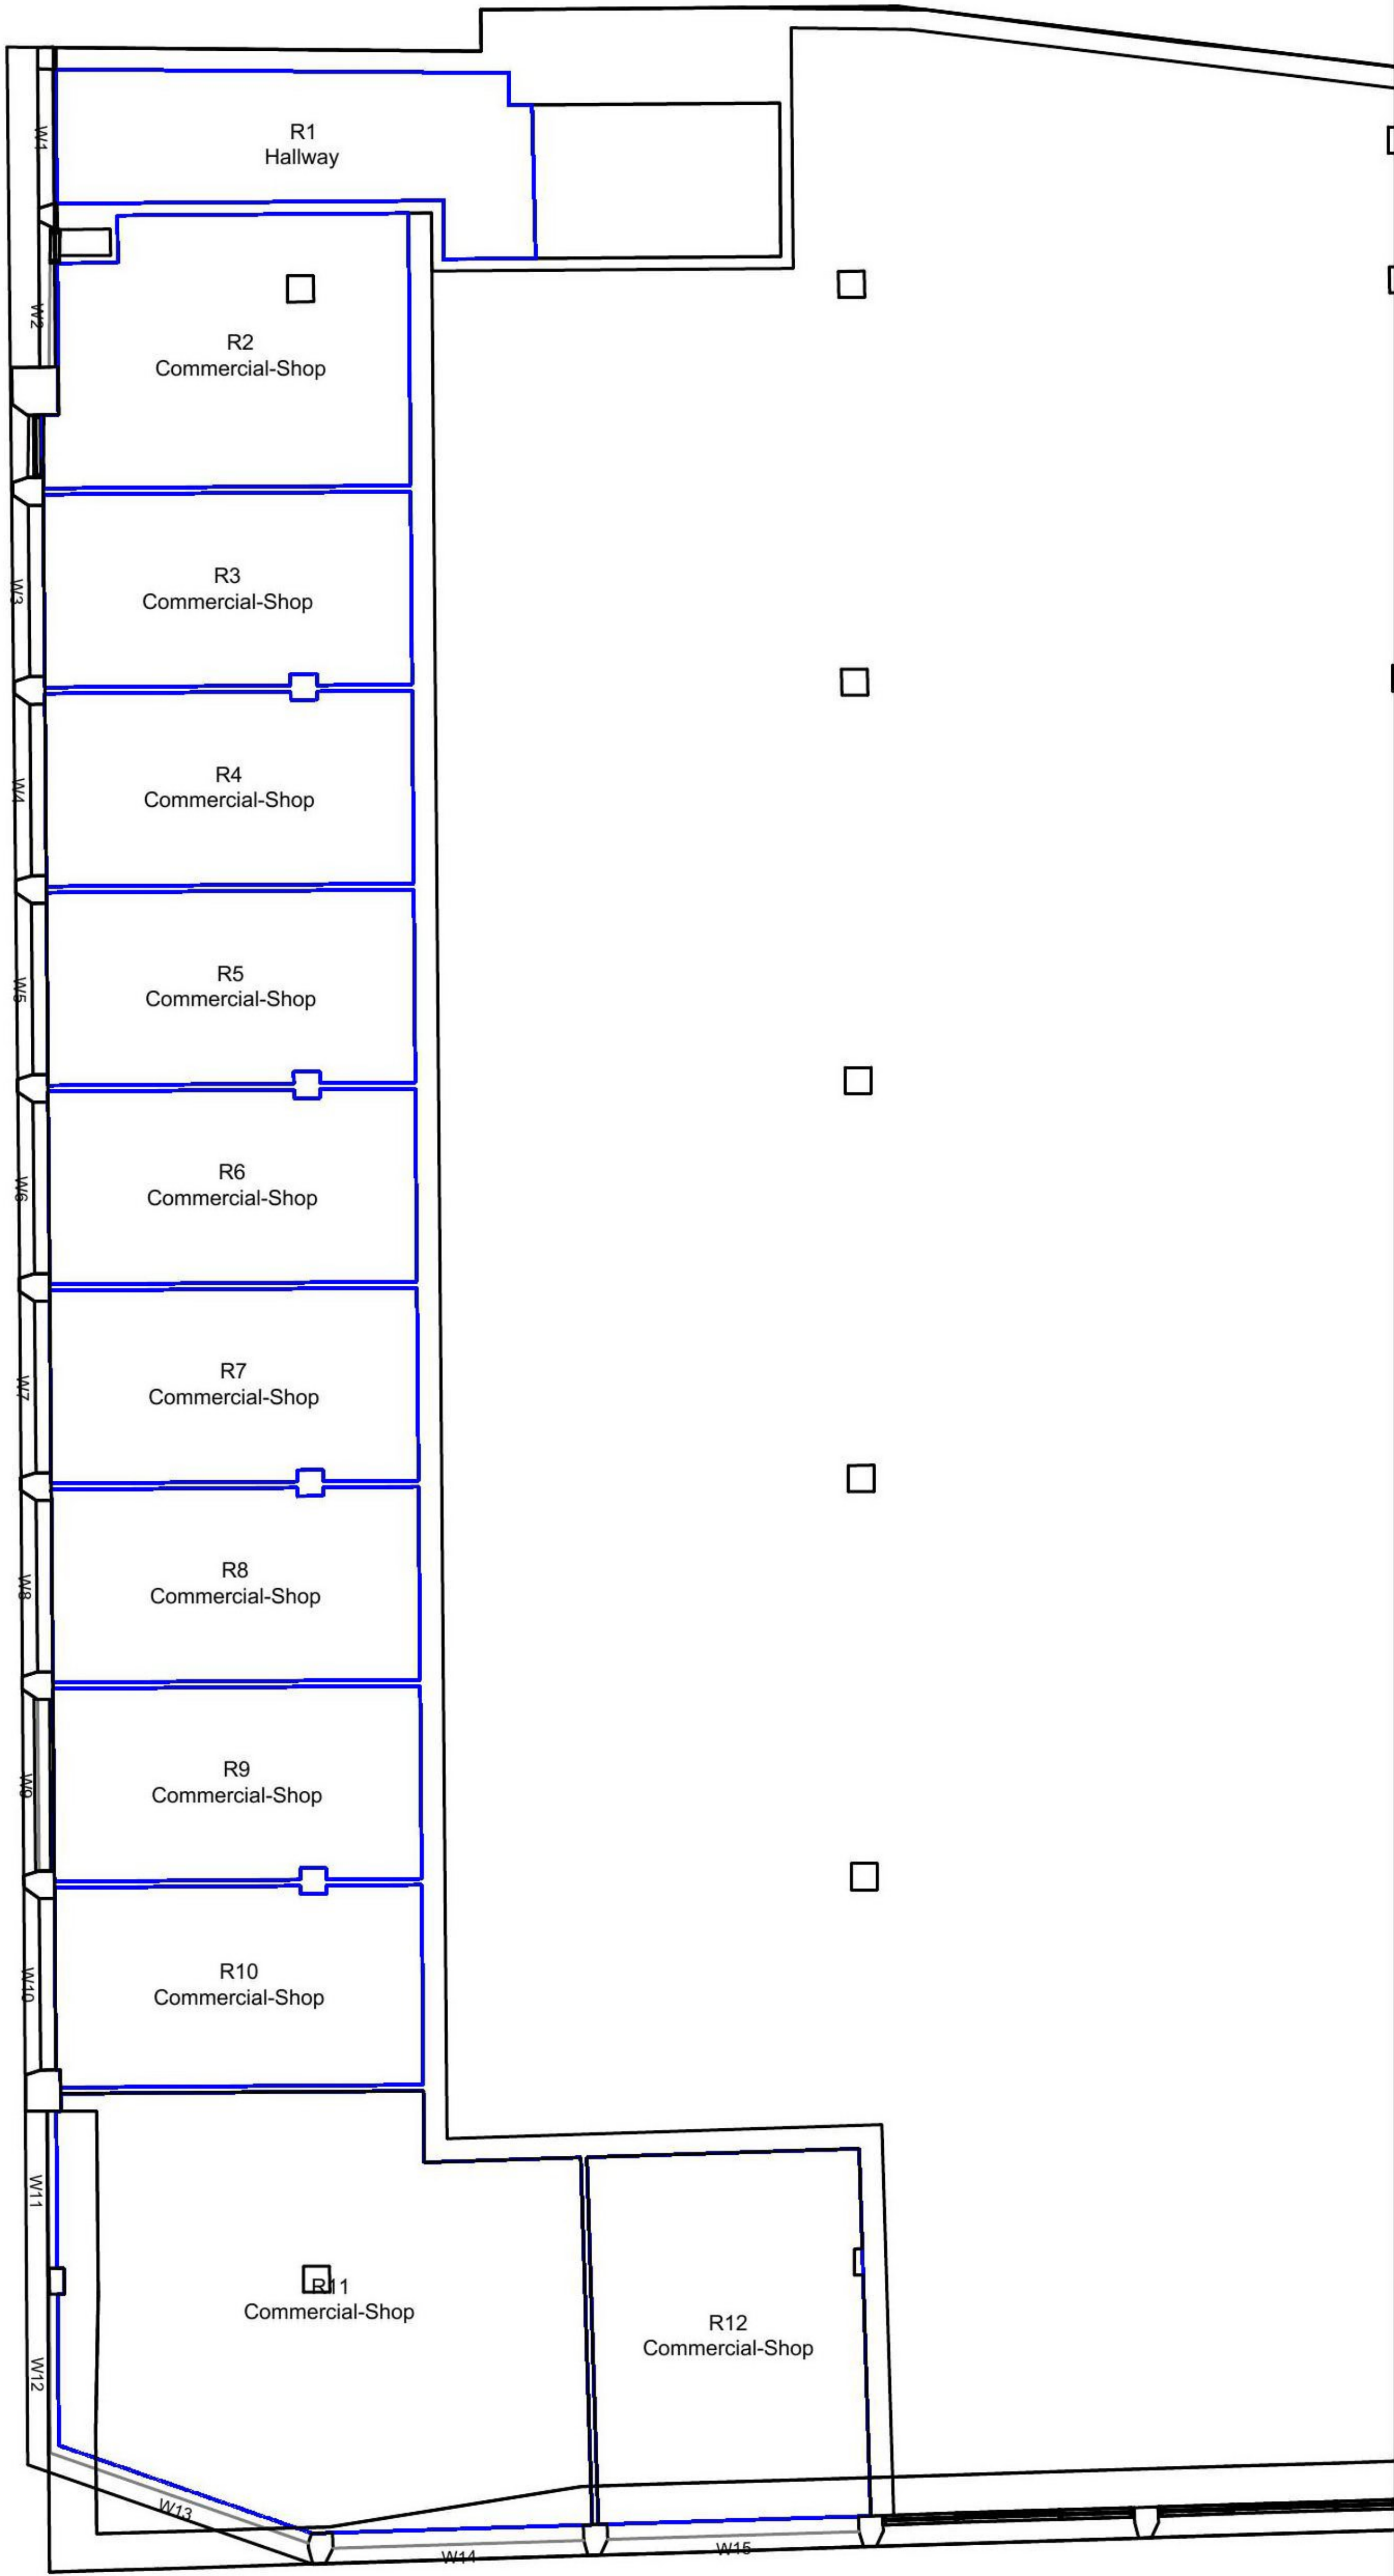 W1
R1
Hallway
W2
R2
Commercial-Shop
W3
R3
Commercial-Shop
W4
R4
Commercial-Shop
W5
R5
Commercial-Shop
W6
R6
Commercial-Shop
W7
R7
Commercial-Shop
W8
R8
Commercial-Shop
W9
R9
Commercial-Shop
W10
R10
Commercial-Shop
W11
R11
Commercial-Shop
R12
Commercial-Shop
W12
W13
W14
W15